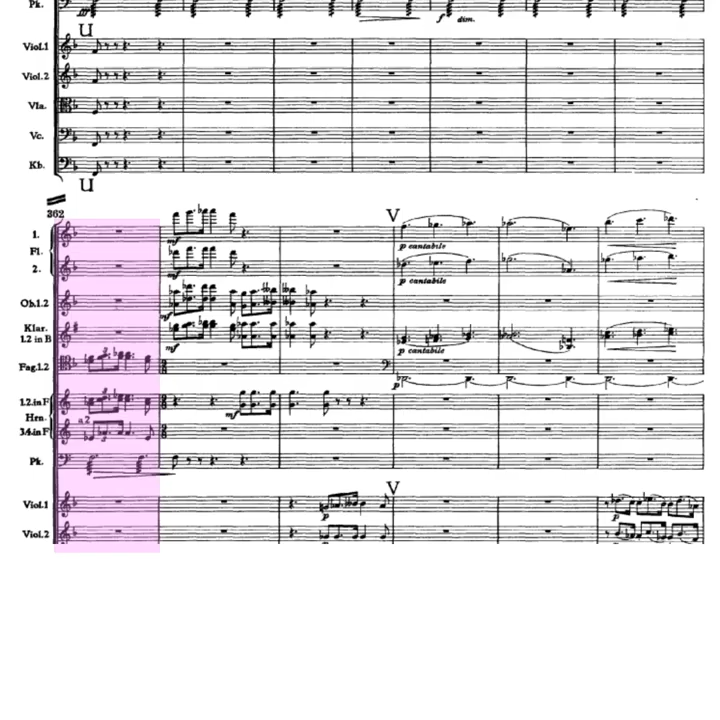 Pk. ff f dim.
U
Viol.1
Viol.2
Vla.
Vc.
Kb.
U
362 V
1.
mf p cantabile
Fl.
2.
mf p cantabile
Ob.1.2
Klar.
1.2 in B
mf p cantabile
Fag.1.2
p
1.2.in F
mf
Hrn.
a 2
3.4.in F
Pk.
V
Viol.1
p p
Viol.2